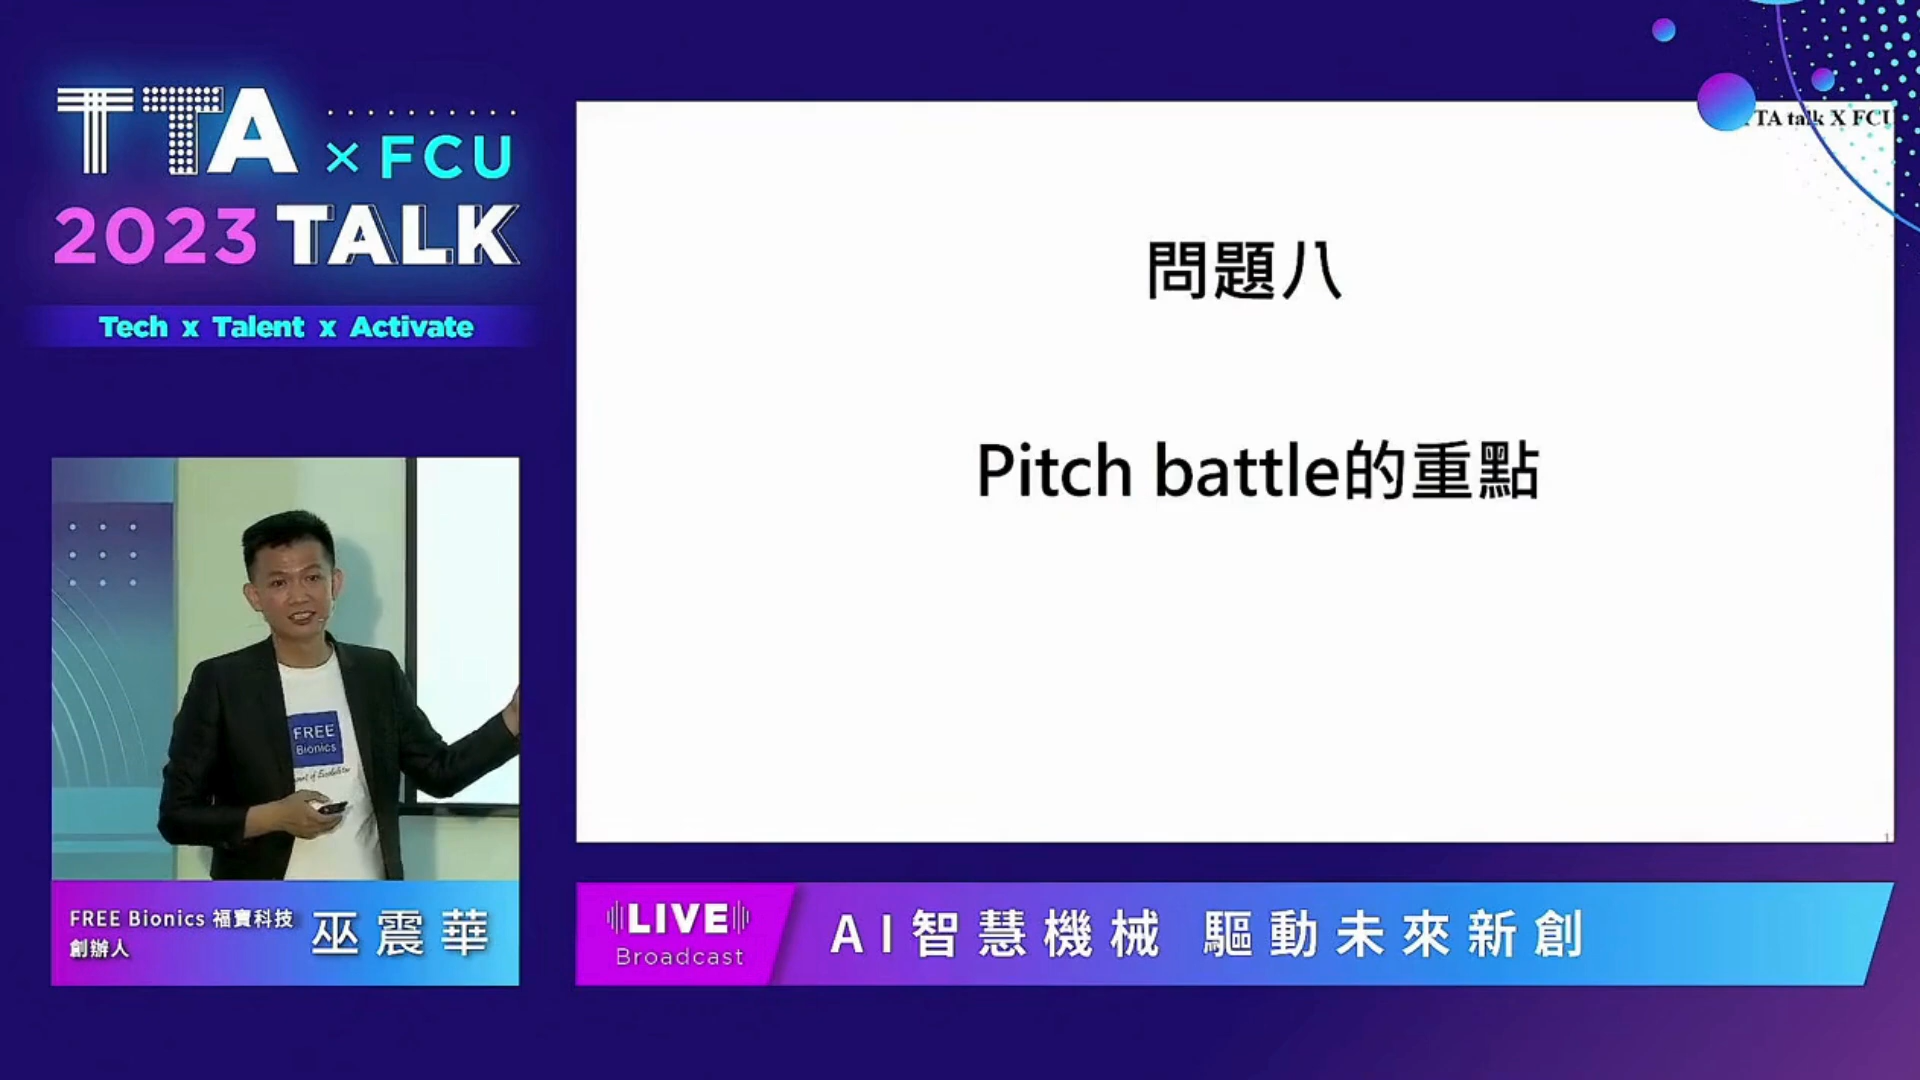 TTA
×FCU
2023 TALK
Tech x Talent x Activate
TA talk X FCU
問題八
Pitch battle的重點
FREE
Bionics
FREE Bionics 福寶科技
創辦人
巫震華
LIVE
Broadcast
AI智慧機械 驅動未來新創